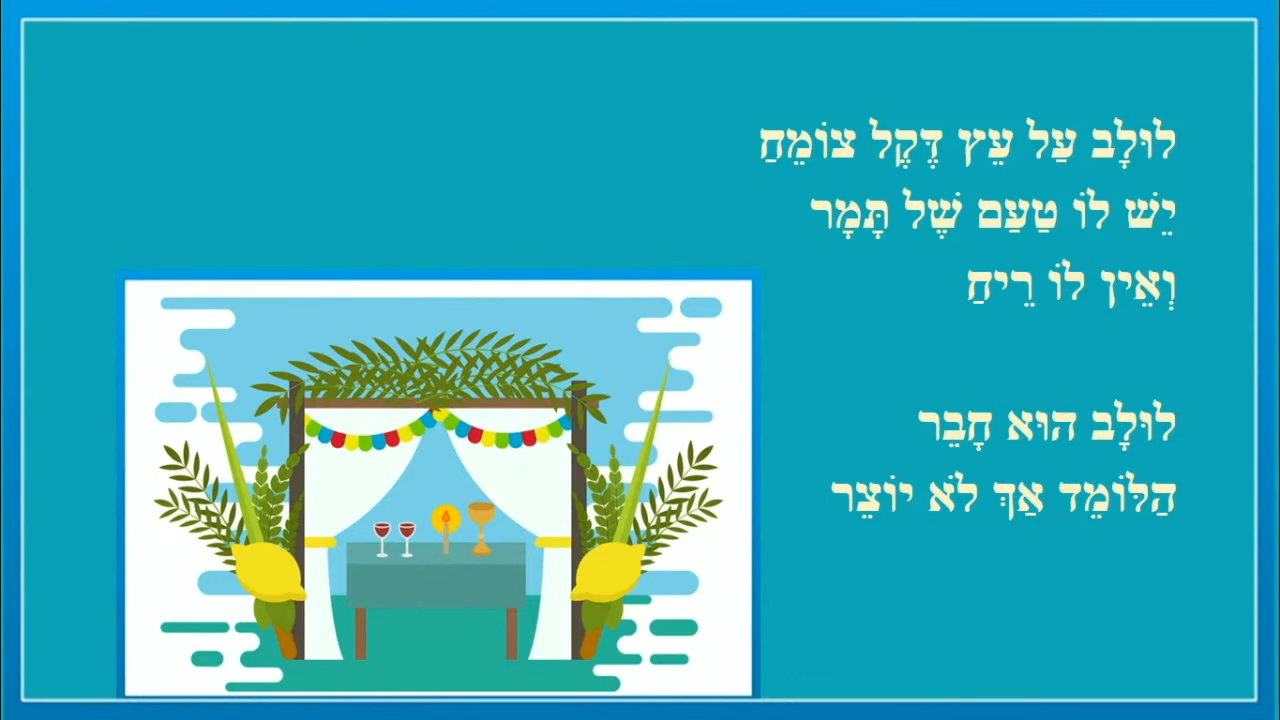 לוּלָב עַל עֵץ דֶּקֶל צוֹמֵחַ
יֵשׁ לוֹ טַעַם שֶׁל תָּמָר
וְאֵין לוֹ רֵיחַ
לוּלָב הוּא חָבֵר
הַלּוֹמֵד אַךְ לֹא יוֹצֵר